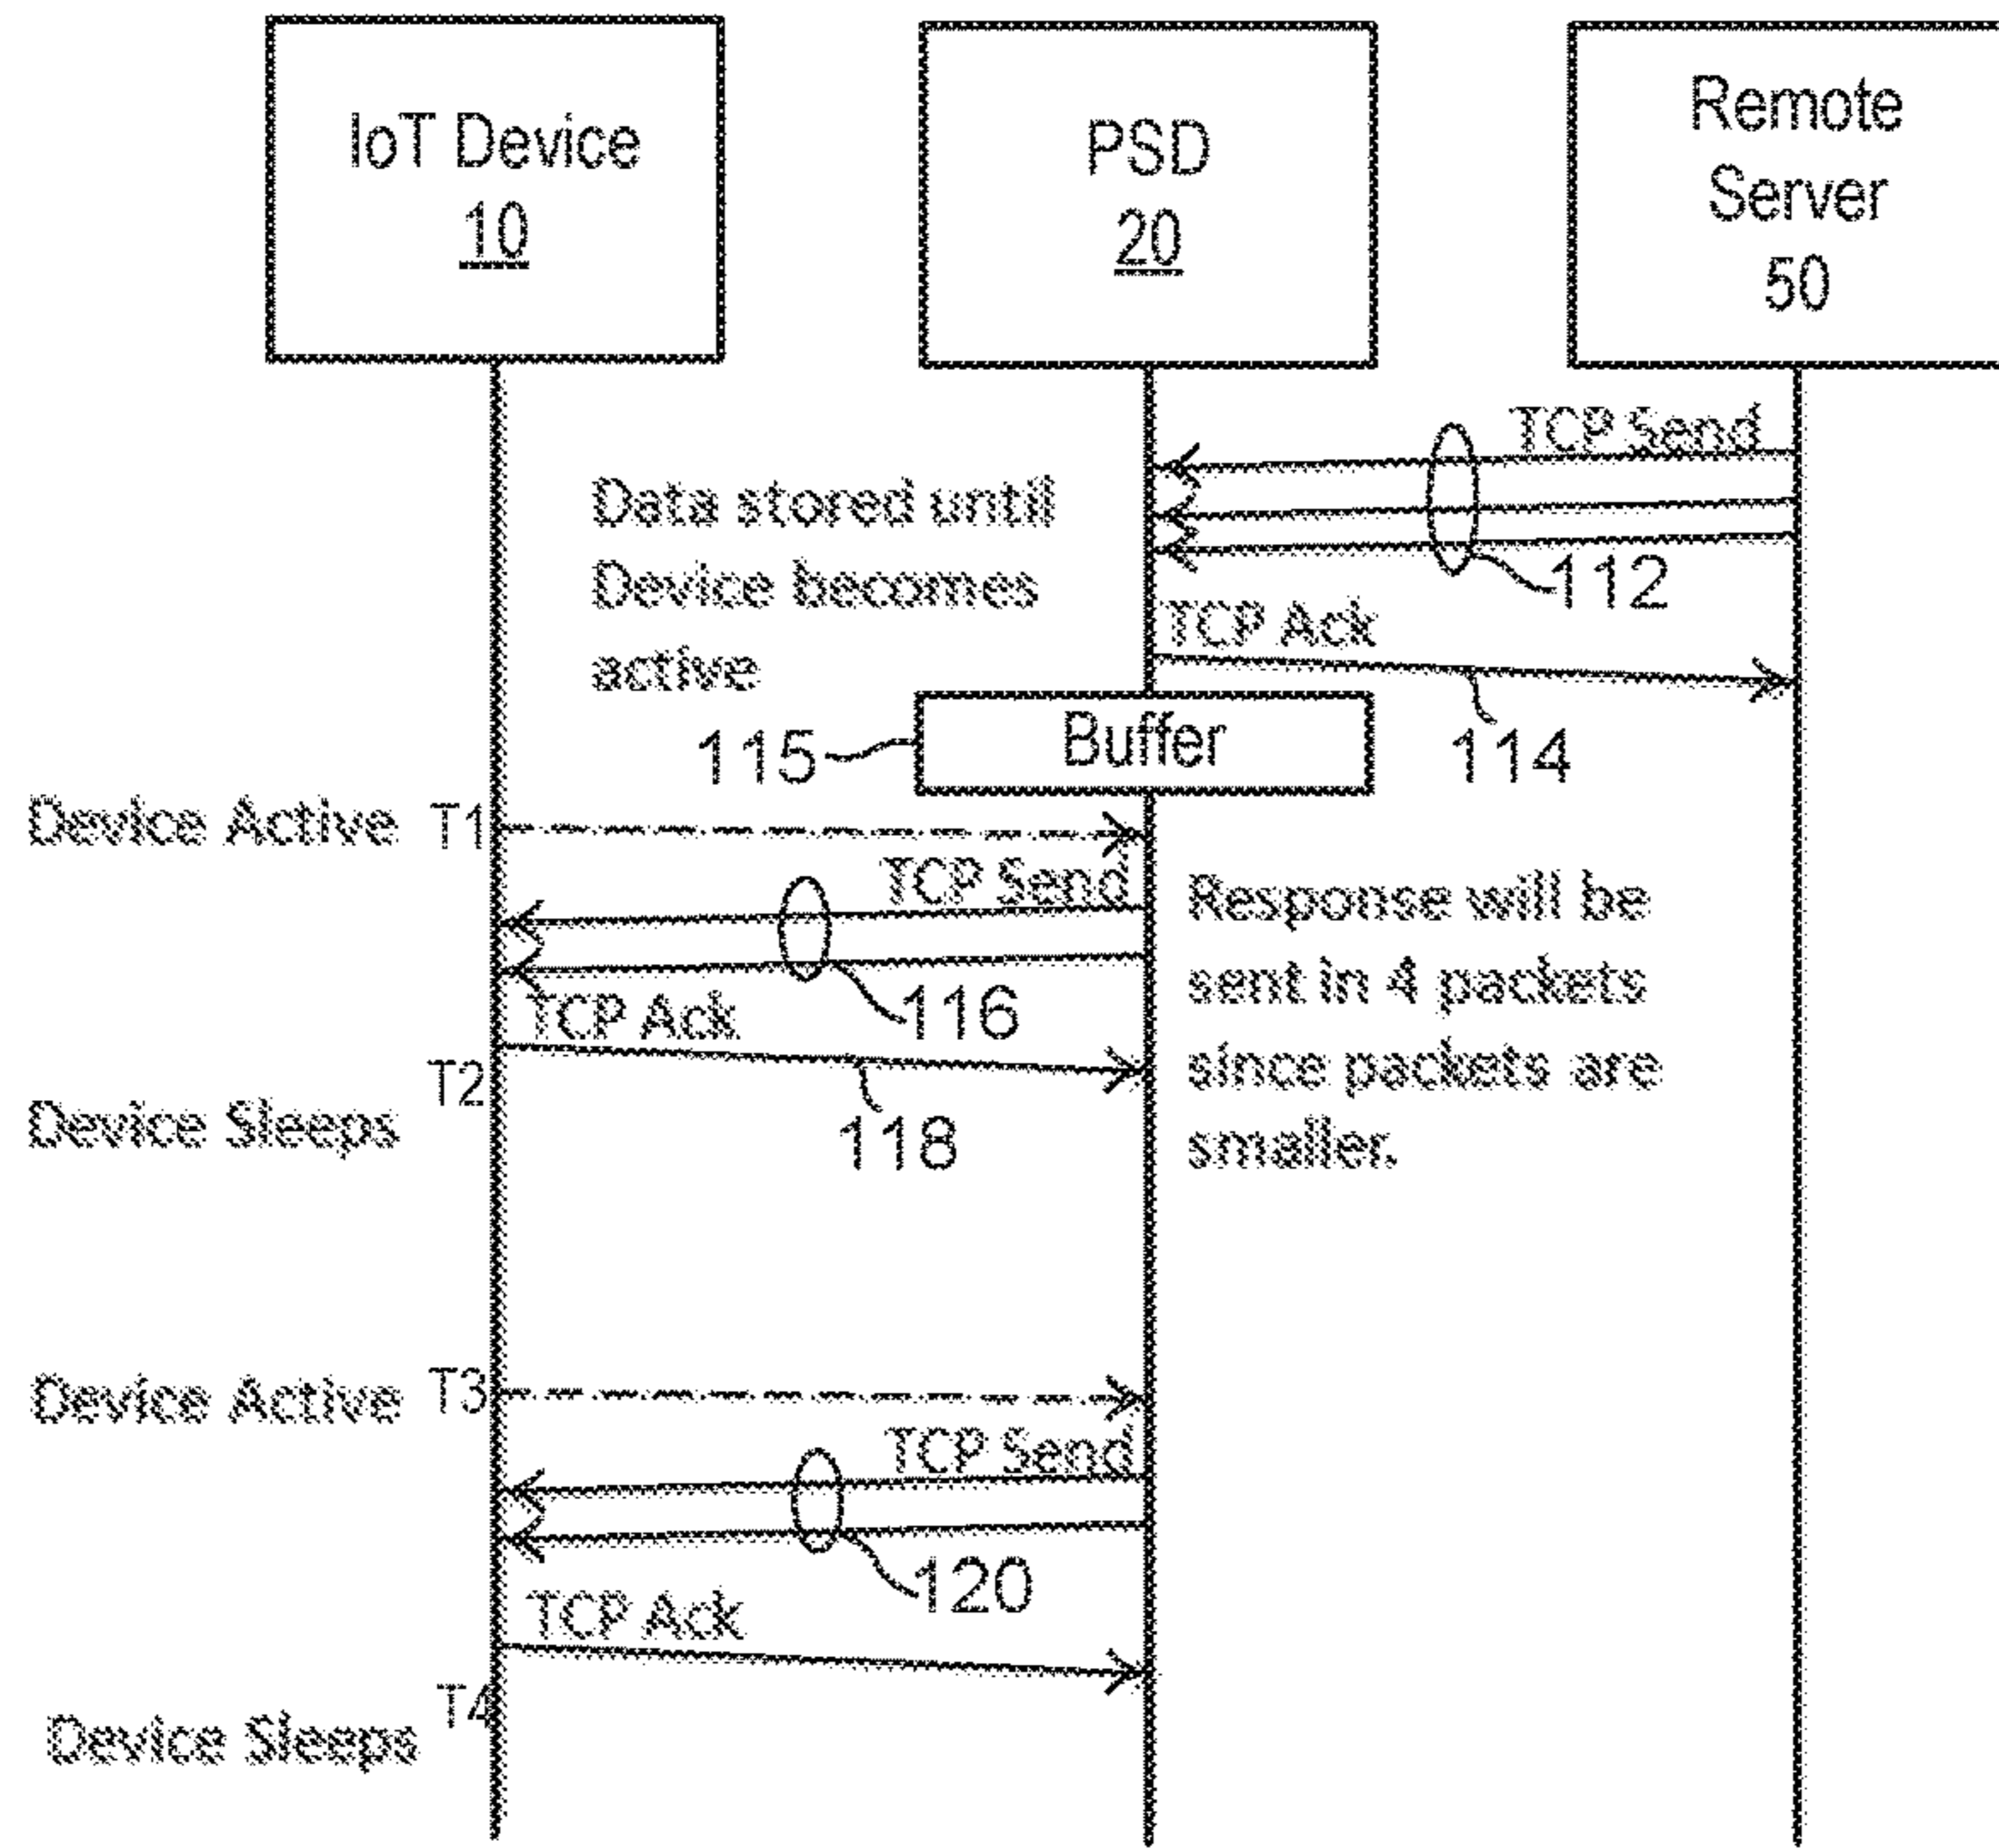 IoT Device
10
PSD
20
Remote
Server
50
TCP Send
Data stored until
Device becomes
active
112
TCP Ack
114
115
Buffer
Device Active T1
TCP Send
Response will be
sent in 4 packets
since packets are
smaller.
116
TCP Ack
T2
Device Sleeps
118
Device Active T3
TCP Send
120
TCP Ack
T4
Device Sleeps